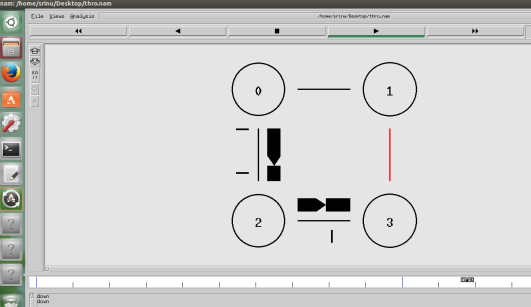 nam: /home/srinu/Desktop/thro.nam
File Views Analysis
/home/srinu/Desktop/thro.nam
0
1
2
3
down
down